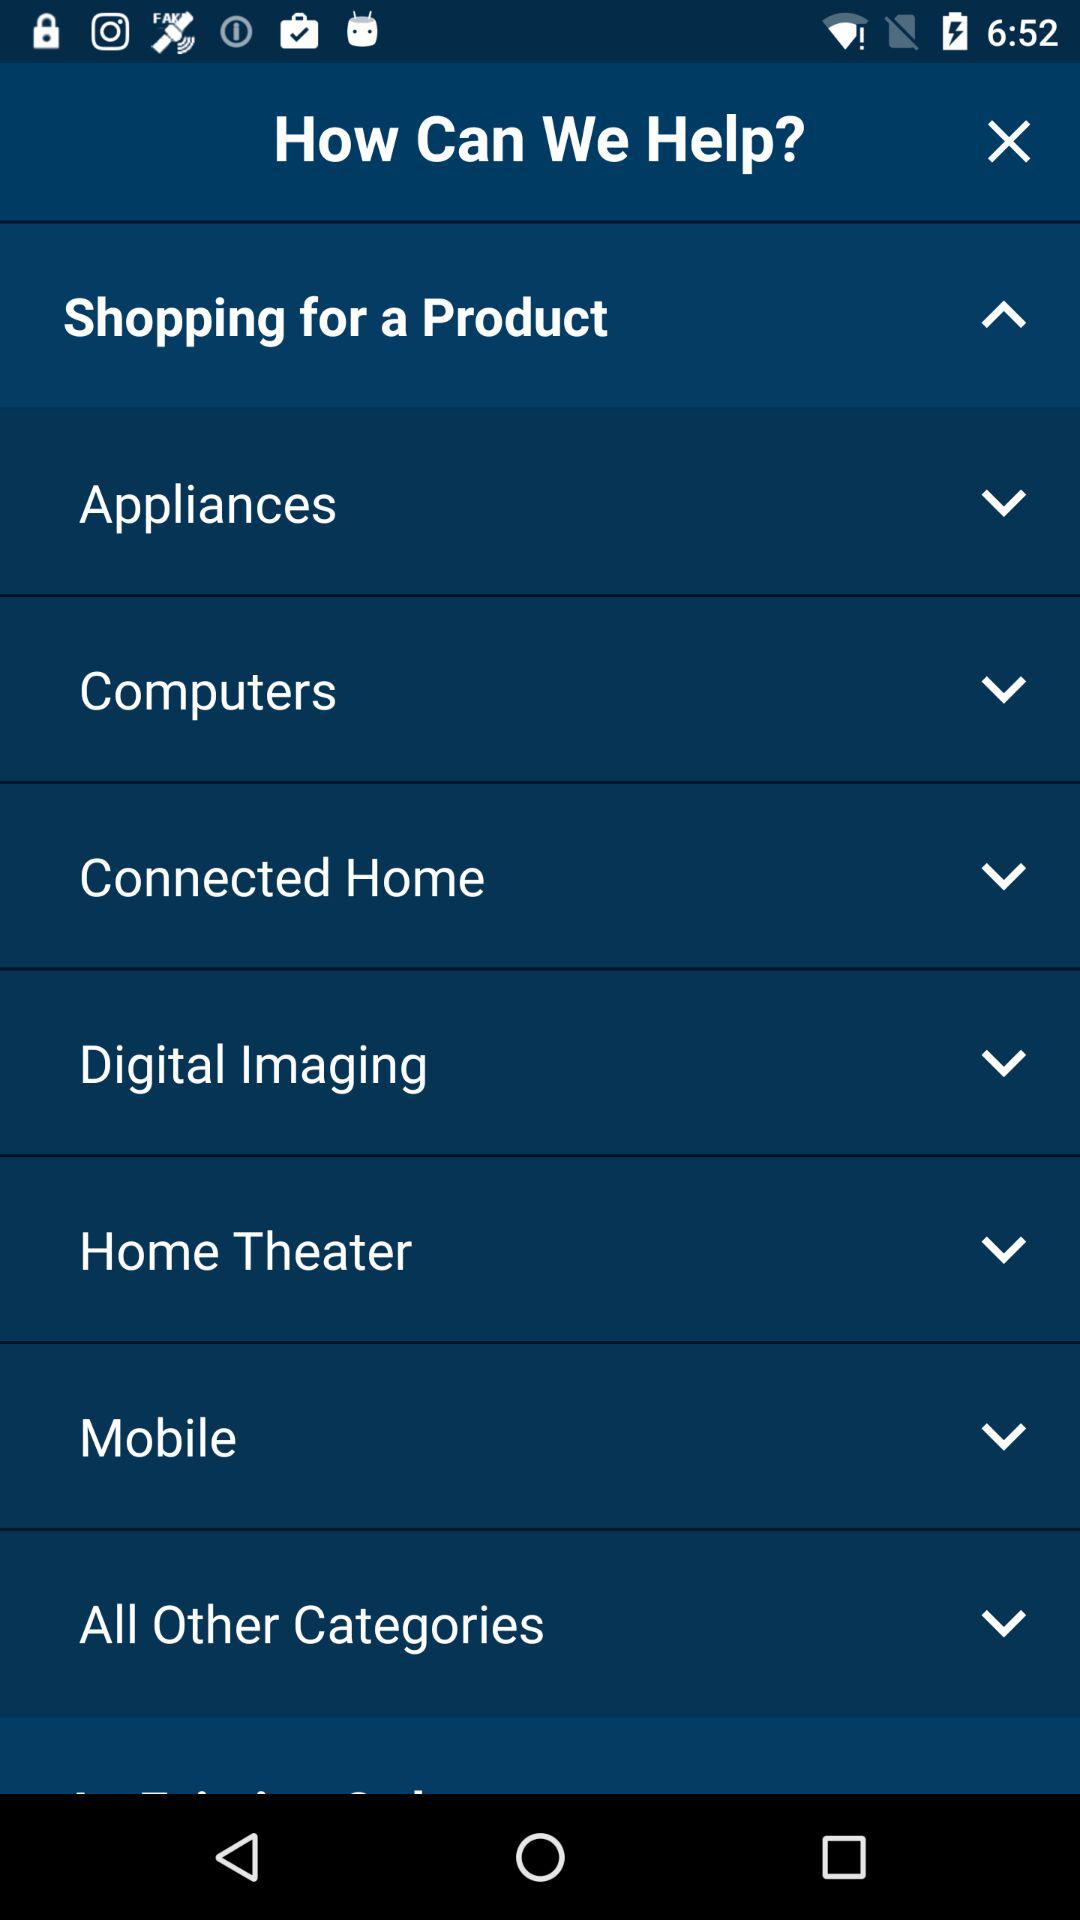 FAKE
6:52
How Can We Help?
Shopping for a Product
Appliances
Computers
Connected Home
Digital Imaging
Home Theater
Mobile
All Other Categories